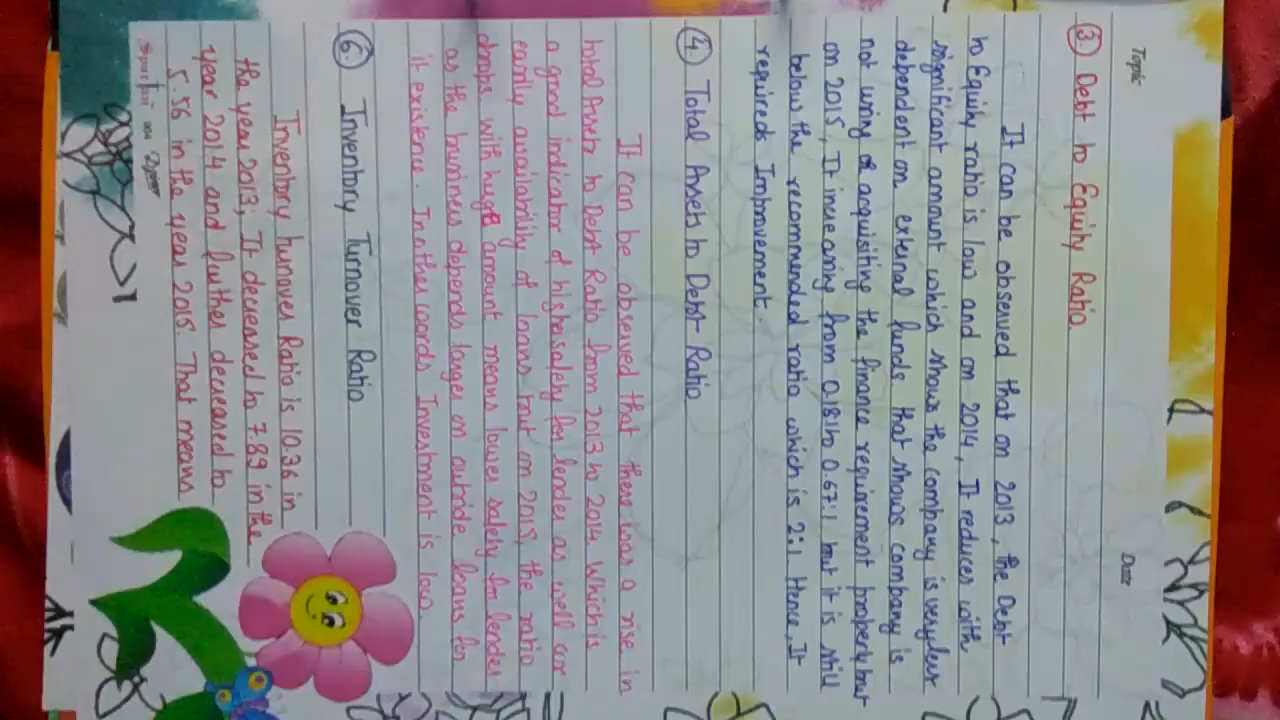 Topic
Date
③ Debt to Equity Ratio
It can be observed that on 2013, the Debt
to Equity ratio is low and on 2014, It reduces with
significant amount which shows the company is veryless
dependent on external funds that shows company is
not using & acquisiting the finance requirement properly but
on 2015, It increasing from 0.18 to 0.67:1 but it is still
below the recommended ratio which is 2:1. Hence, It
requireds Improvement.
④ Total Assets to Debt Ratio
It can be observed that there was a rise in
total Assets to Debt Ratio from 2013 to 2014. Which is
a good indicator of higher safety for lender as well as
easily availability of loans but on 2015, the ratio
drops with huge amount means lower safety for lenders
as the business depends larger on outside loans for
it existence. In other words Investment is low.
⑥ Inventory Turnover Ratio
Inventory turnover Ratio is 10.36 in
the year 2013, It decreased to 7.89 in the
year 2014 and further decreased to
5.56 in the year 2015. That means